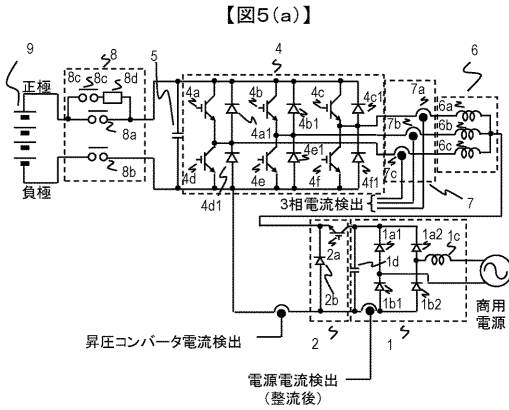 【図5(a)】
9
8
5
4
6
8c
8c
8d
正極
8a
8b
負極
4a
4b
4c
4c1
4a1
4b1
7a
7b
6a
6b
6c
4d
4e
4e1
4f
4f1
7c
4d1
3相電流検出
7
2a
2b
1d
1a1
1a2
1c
1b1
1b2
商用
電源
昇圧コンバータ電流検出
2
1
電源電流検出
(整流後)